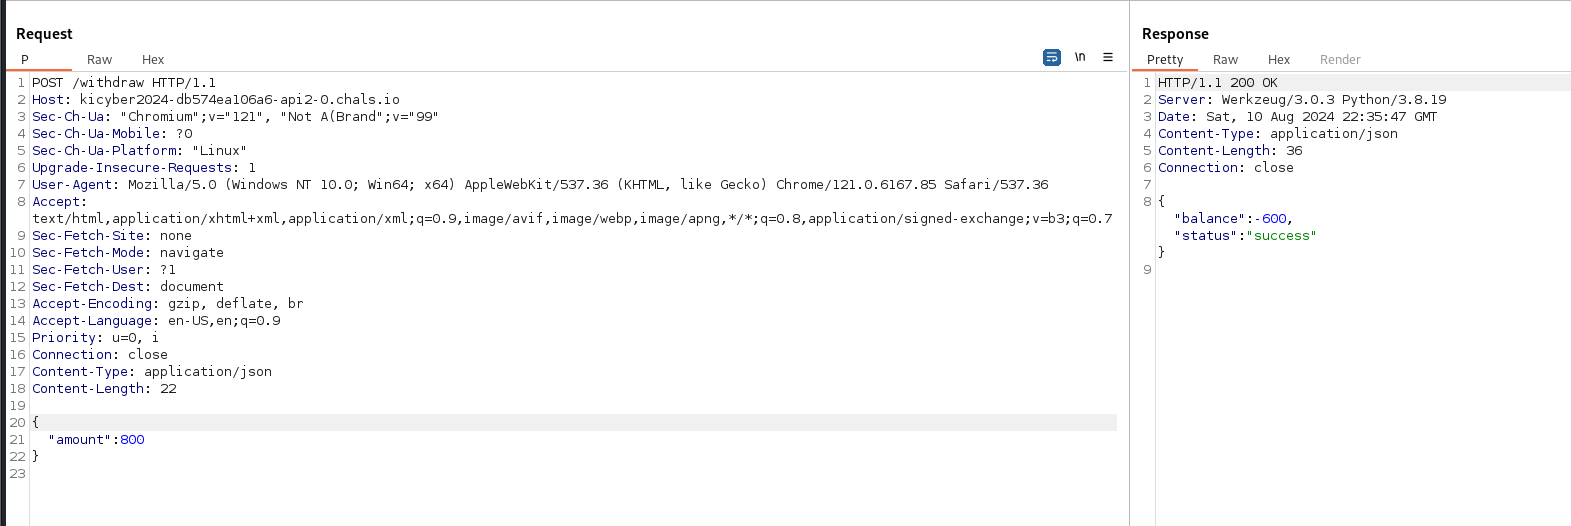 Request
P Raw Hex \n ≡
1 POST /withdraw HTTP/1.1
2 Host: kicyber2024-db574ea106a6-api2-0.chals.io
3 Sec-Ch-Ua: "Chromium";v="121", "Not A(Brand";v="99"
4 Sec-Ch-Ua-Mobile: ?0
5 Sec-Ch-Ua-Platform: "Linux"
6 Upgrade-Insecure-Requests: 1
7 User-Agent: Mozilla/5.0 (Windows NT 10.0; Win64; x64) AppleWebKit/537.36 (KHTML, like Gecko) Chrome/121.0.6167.85 Safari/537.36
8 Accept:
text/html,application/xhtml+xml,application/xml;q=0.9,image/avif,image/webp,image/apng,*/*;q=0.8,application/signed-exchange;v=b3;q=0.7
9 Sec-Fetch-Site: none
10 Sec-Fetch-Mode: navigate
11 Sec-Fetch-User: ?1
12 Sec-Fetch-Dest: document
13 Accept-Encoding: gzip, deflate, br
14 Accept-Language: en-US,en;q=0.9
15 Priority: u=0, i
16 Connection: close
17 Content-Type: application/json
18 Content-Length: 22
19
20 {
21 "amount":800
22 }
23
Response
Pretty Raw Hex Render
1 HTTP/1.1 200 OK
2 Server: Werkzeug/3.0.3 Python/3.8.19
3 Date: Sat, 10 Aug 2024 22:35:47 GMT
4 Content-Type: application/json
5 Content-Length: 36
6 Connection: close
7
8 {
"balance":-600,
"status":"success"
}
9